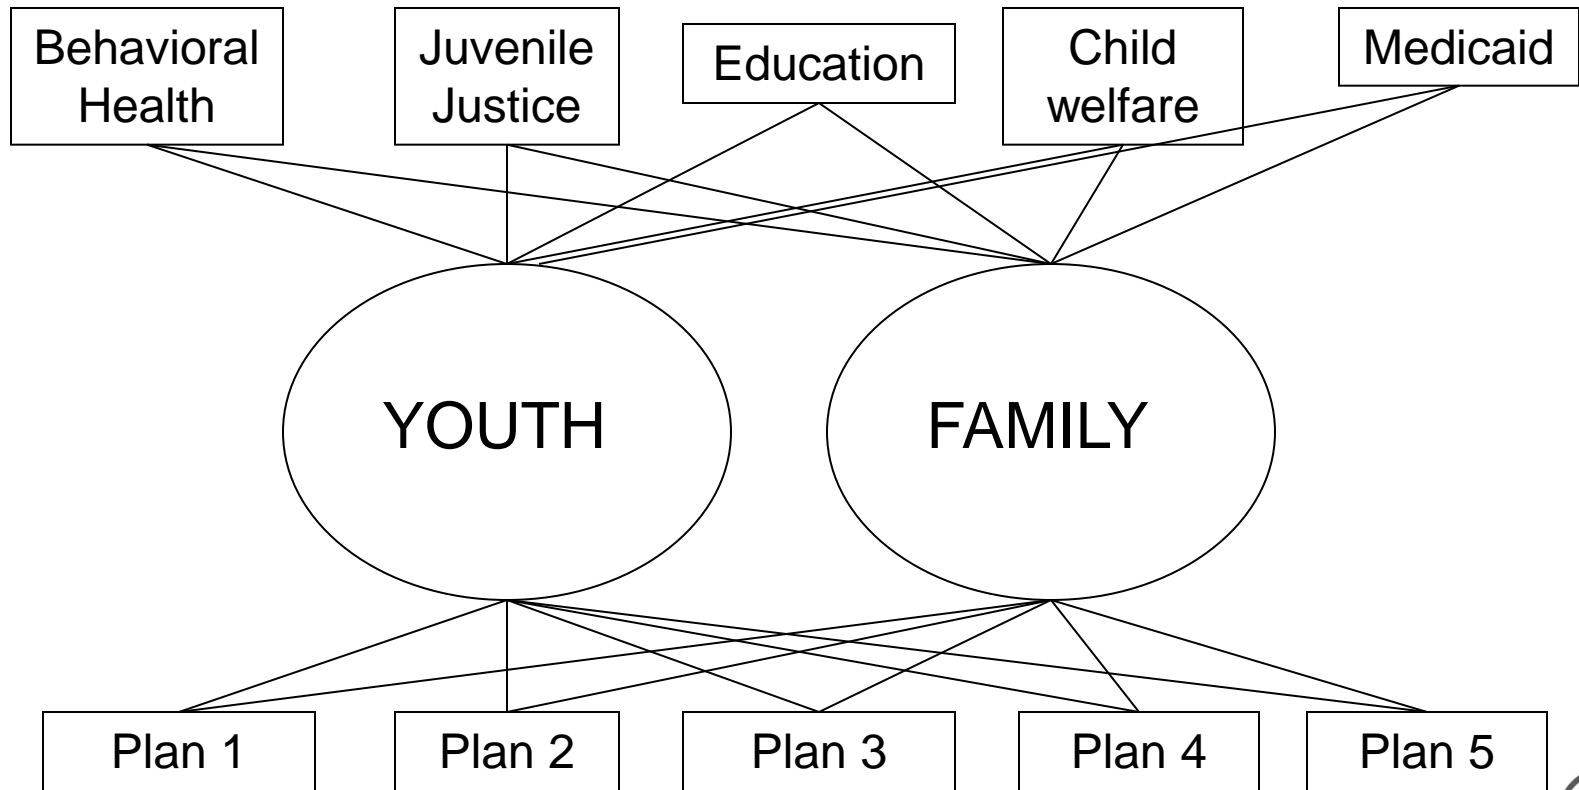 Behavioral
Health
Juvenile
Justice
Education
Child
welfare
Medicaid
YOUTH
FAMILY
Plan 1
Plan 2
Plan 3
Plan 4
Plan 5